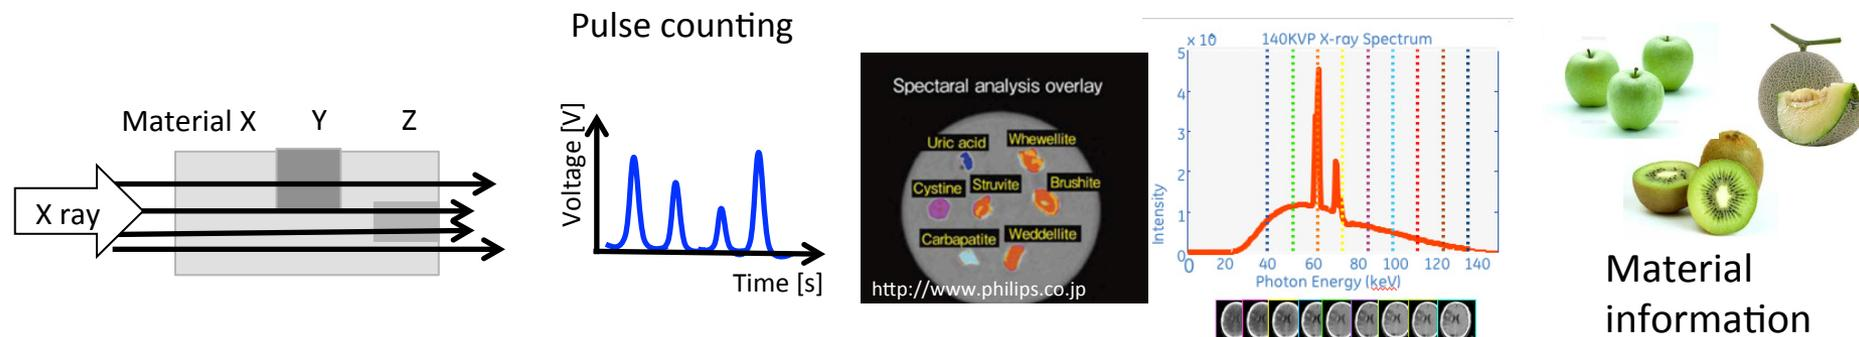 Pulse counting
Material X Y Z
X ray
Voltage [V]
Time [s]
Spectaral analysis overlay
Uric acid Whewellite
Cystine Struvite Brushite
Carbapatite Weddellite
http://www.philips.co.jp
x 10
140KVP X-ray Spectrum
5
4
3
2
1
0
Intensity
0 20 40 60 80 100 120 140
Photon Energy (keV)
Material
information